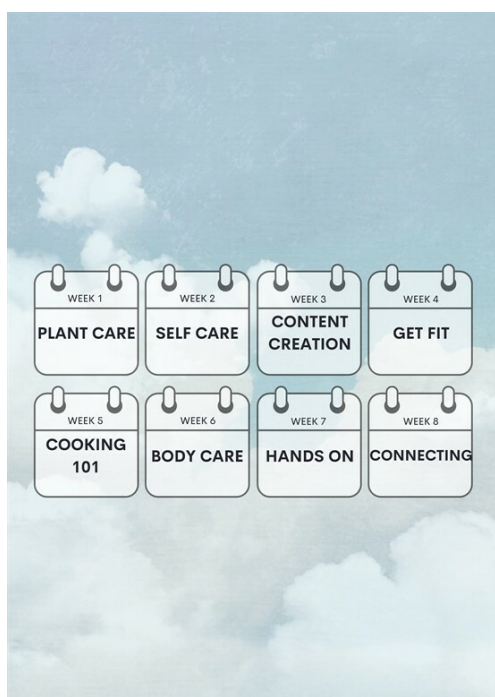 WEEK 1
PLANT CARE
WEEK 2
SELF CARE
WEEK 3
CONTENT
CREATION
WEEK 4
GET FIT
WEEK 5
COOKING
101
WEEK 6
BODY CARE
WEEK 7
HANDS ON
WEEK 8
CONNECTING